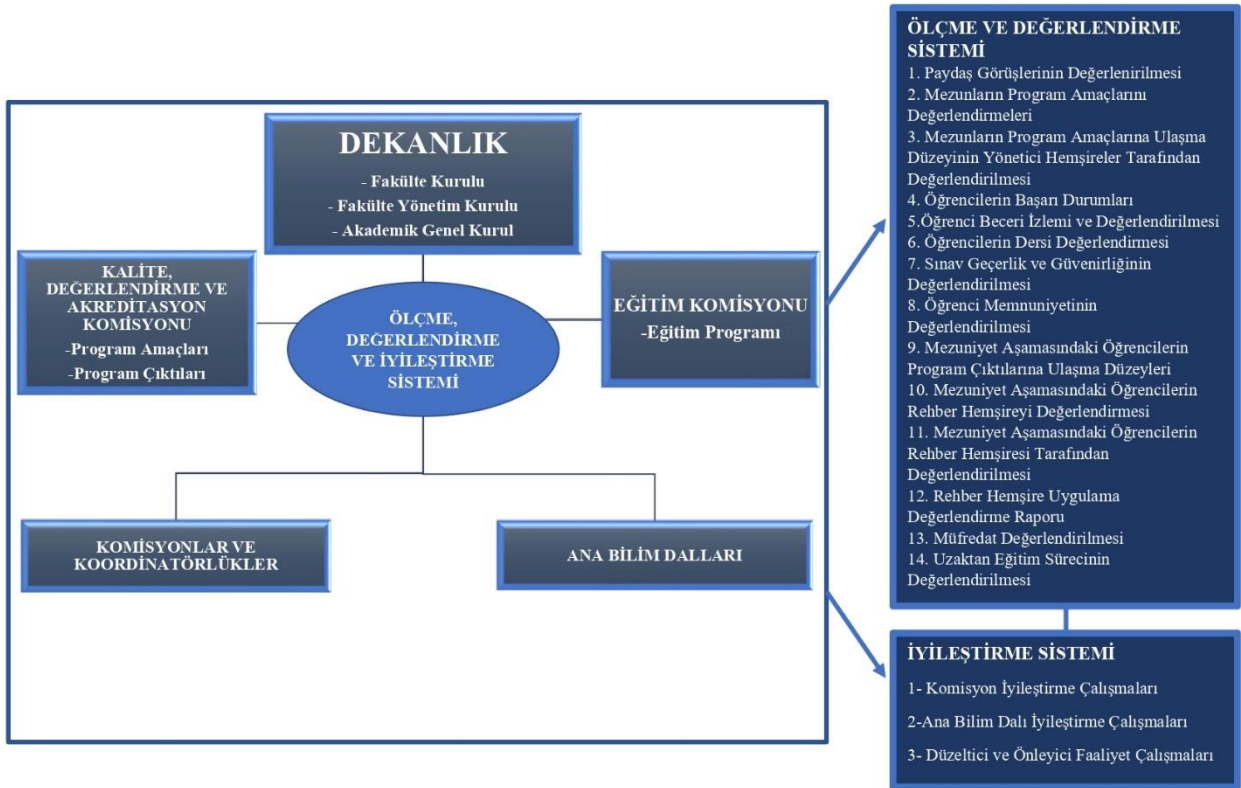 DEKANLIK
- Fakülte Kurulu
- Fakülte Yönetim Kurulu
- Akademik Genel Kurul
KALİTE,
DEĞERLENDİRME VE
AKREDİTASYON
KOMİSYONU
-Program Amaçları
-Program Çıktıları
ÖLÇME,
DEĞERLENDİRME
VE İYİLEŞTİRME
SİSTEMİ
EĞİTİM KOMİSYONU
-Eğitim Programı
KOMİSYONLAR VE
KOORDİNATÖRLÜKLER
ANA BİLİM DALLARI
ÖLÇME VE DEĞERLENDİRME
SİSTEMİ
1. Paydaş Görüşlerinin Değerlenirilmesi
2. Mezunların Program Amaçlarını
Değerlendirmeleri
3. Mezunların Program Amaçlarına Ulaşma
Düzeyinin Yönetici Hemşireler Tarafından
Değerlendirilmesi
4. Öğrencilerin Başarı Durumları
5.Öğrenci Beceri İzlemi ve Değerlendirilmesi
6. Öğrencilerin Dersi Değerlendirmesi
7. Sınav Geçerlik ve Güvenirliğinin
Değerlendirilmesi
8. Öğrenci Memnuniyetinin
Değerlendirilmesi
9. Mezuniyet Aşamasındaki Öğrencilerin
Program Çıktılarına Ulaşma Düzeyleri
10. Mezuniyet Aşamasındaki Öğrencilerin
Rehber Hemşireyi Değerlendirmesi
11. Mezuniyet Aşamasındaki Öğrencilerin
Rehber Hemşiresi Tarafından
Değerlendirilmesi
12. Rehber Hemşire Uygulama
Değerlendirme Raporu
13. Müfredat Değerlendirilmesi
14. Uzaktan Eğitim Sürecinin
Değerlendirilmesi
İYİLEŞTİRME SİSTEMİ
1- Komisyon İyileştirme Çalışmaları
2-Ana Bilim Dalı İyileştirme Çalışmaları
3- Düzeltici ve Önleyici Faaliyet Çalışmaları